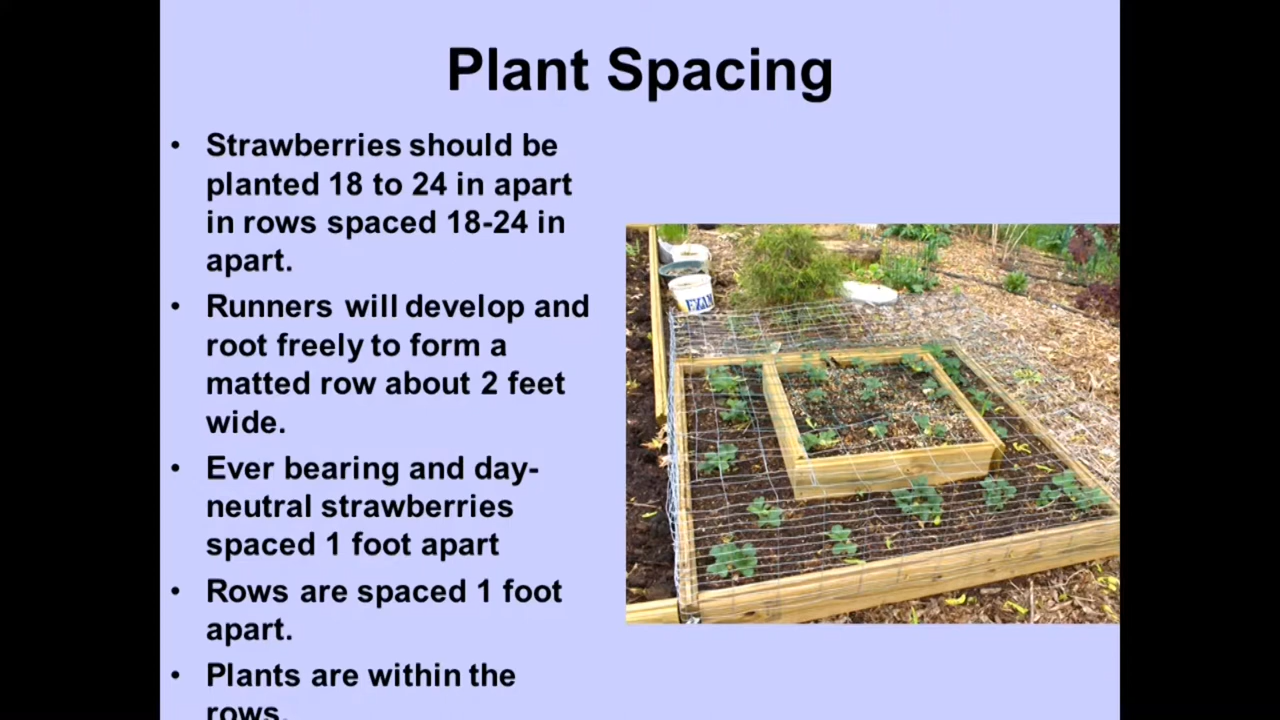 Plant Spacing
• Strawberries should be
planted 18 to 24 in apart
in rows spaced 18-24 in
apart.
• Runners will develop and
root freely to form a
matted row about 2 feet
wide.
• Ever bearing and day-
neutral strawberries
spaced 1 foot apart
• Rows are spaced 1 foot
apart.
• Plants are within the
rows.